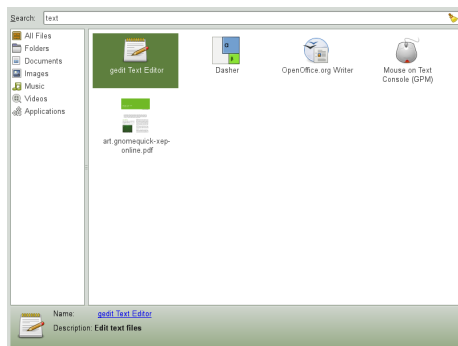 Search: text
All Files
Folders
Documents
Images
Music
Videos
Applications
gedit Text Editor
Dasher
OpenOffice.org Writer
Mouse on Text
Console (GPM)
art.gnomequick-xep-
online.pdf
Name: gedit Text Editor
Description: Edit text files